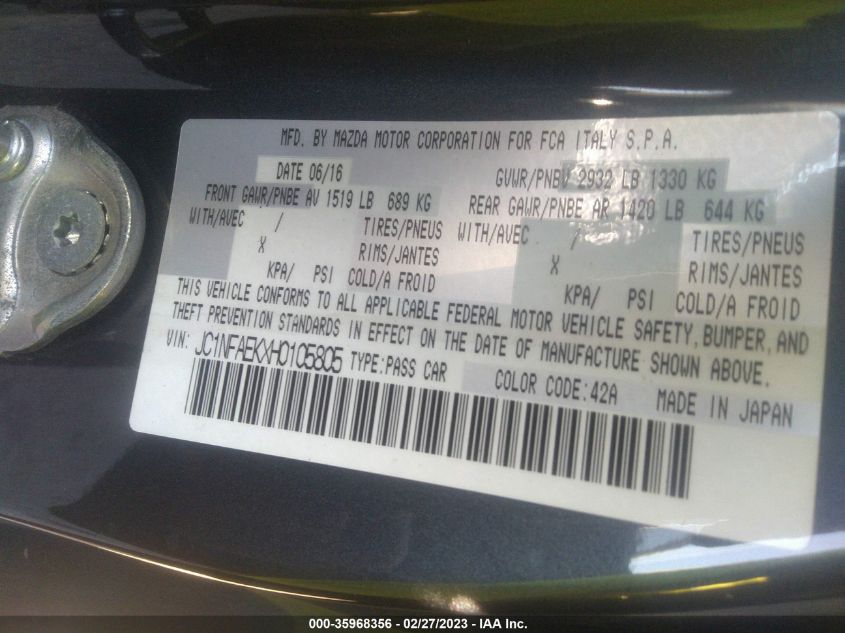 MFD. BY MAZDA MOTOR CORPORATION FOR FCA ITALY S.P.A.
DATE 06/16 GVWR/PNBV 2932 LB 1330 KG
FRONT GAWR/PNBE AV 1519 LB 689 KG REAR GAWR/PNBE AR 1420 LB 644 KG
WITH/AVEC / TIRES/PNEUS WITH/AVEC / TIRES/PNEUS
X RIMS/JANTES X RIMS/JANTES
KPA/ PSI COLD/A FROID KPA/ PSI COLD/A FROID
THIS VEHICLE CONFORMS TO ALL APPLICABLE FEDERAL MOTOR VEHICLE SAFETY, BUMPER, AND
THEFT PREVENTION STANDARDS IN EFFECT ON THE DATE OF MANUFACTURE SHOWN ABOVE.
VIN: JC1NFAEKXH0105805 TYPE:PASS CAR COLOR CODE:42A MADE IN JAPAN
000-35968356 - 02/27/2023 - IAA Inc.